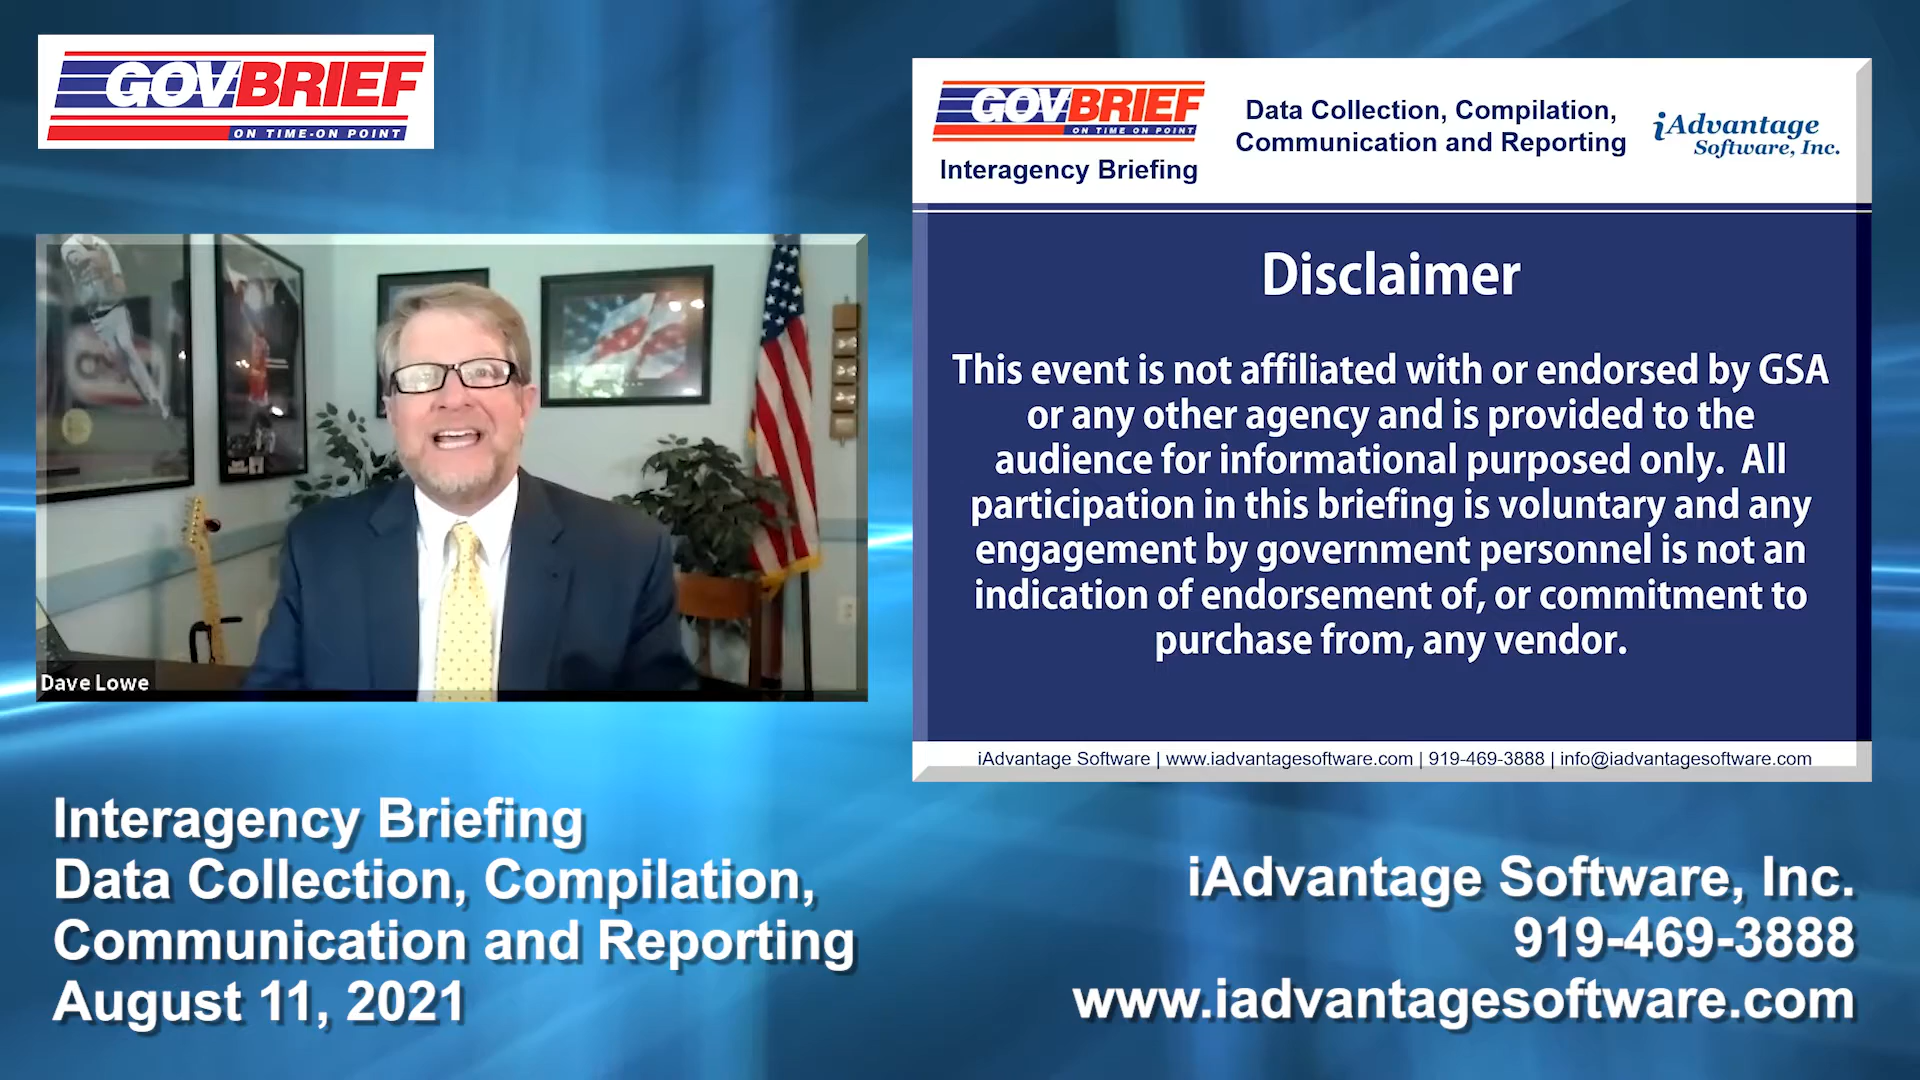 GOVBRIEF
ON TIME-ON POINT
Dave Lowe
Interagency Briefing
Data Collection, Compilation,
Communication and Reporting
August 11, 2021
GOVBRIEF
ON TIME ON POINT
Interagency Briefing
Data Collection, Compilation,
Communication and Reporting
iAdvantage
Software, Inc.
Disclaimer
This event is not affiliated with or endorsed by GSA
or any other agency and is provided to the
audience for informational purposed only.  All
participation in this briefing is voluntary and any
engagement by government personnel is not an
indication of endorsement of, or commitment to
purchase from, any vendor.
iAdvantage Software | www.iadvantagesoftware.com | 919-469-3888 | info@iadvantagesoftware.com
iAdvantage Software, Inc.
919-469-3888
www.iadvantagesoftware.com